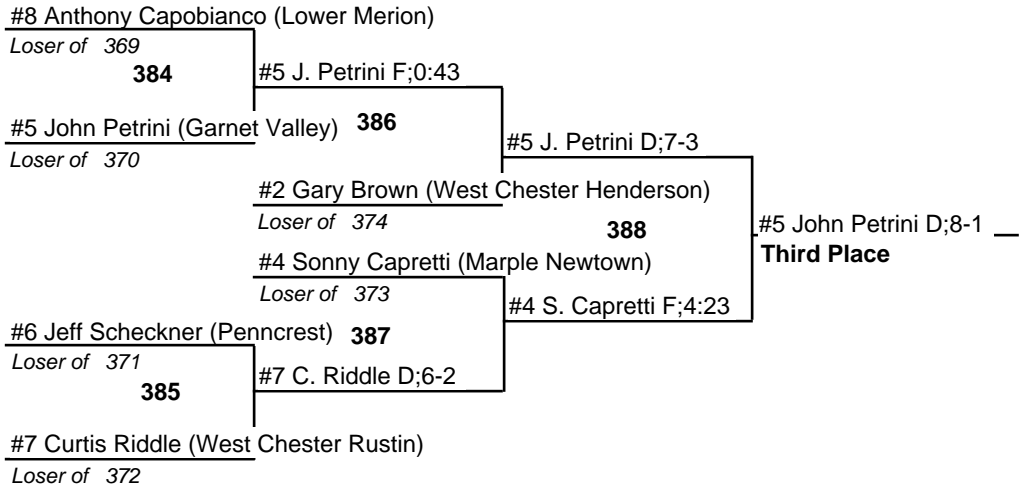 #8 Anthony Capobianco (Lower Merion)
Loser of 369
384
#5 J. Petrini F;0:43
#5 John Petrini (Garnet Valley)
386
Loser of 370
#5 J. Petrini D;7-3
#2 Gary Brown (West Chester Henderson)
Loser of 374
388
#5 John Petrini D;8-1
Third Place
#4 Sonny Capretti (Marple Newtown)
Loser of 373
#4 S. Capretti F;4:23
#6 Jeff Scheckner (Penncrest)
387
Loser of 371
#7 C. Riddle D;6-2
385
#7 Curtis Riddle (West Chester Rustin)
Loser of 372